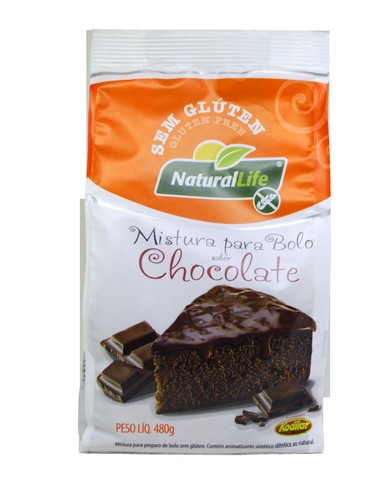 SEM GLÚTEN
GLUTEN FREE
NaturalLife
Mistura para Bolo
sabor
Chocolate
PESO LÍQ. 480g
Kodilar
Mistura para preparo de bolo sem glúten. Contém aromatizante sintético idêntico ao natural.